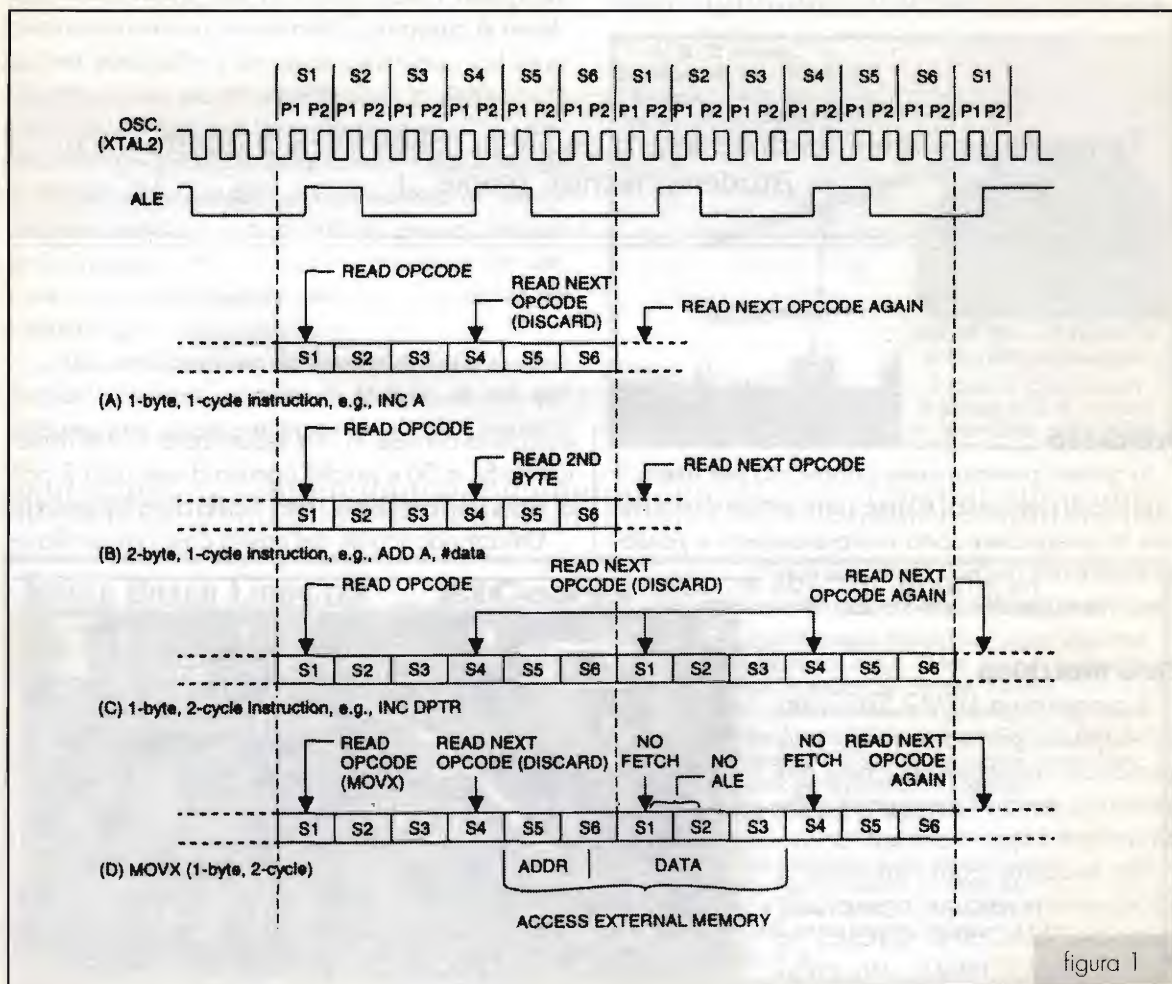 S1 S2 S3 S4 S5 S6 S1 S2 S3 S4 S5 S6 S1
P1 P2 P1 P2 P1 P2 P1 P2 P1 P2 P1 P2 P1 P2 P1 P2 P1 P2 P1 P2 P1 P2 P1 P2 P1 P2
OSC.
(XTAL2)
ALE
READ OPCODE
READ NEXT
OPCODE
(DISCARD)
READ NEXT OPCODE AGAIN
S1 S2 S3 S4 S5 S6
(A) 1-byte, 1-cycle instruction, e.g., INC A
READ OPCODE
READ 2ND
BYTE
READ NEXT OPCODE
S1 S2 S3 S4 S5 S6
(B) 2-byte, 1-cycle instruction, e.g., ADD A, #data
READ OPCODE
READ NEXT
OPCODE (DISCARD)
READ NEXT
OPCODE AGAIN
S1 S2 S3 S4 S5 S6 S1 S2 S3 S4 S5 S6
(C) 1-byte, 2-cycle instruction, e.g., INC DPTR
READ
OPCODE
(MOVX)
READ NEXT
OPCODE (DISCARD)
NO
FETCH
NO
ALE
NO
FETCH
READ NEXT
OPCODE
AGAIN
S1 S2 S3 S4 S5 S6 S1 S2 S3 S4 S5 S6
(D) MOVX (1-byte, 2-cycle)
ADDR DATA
ACCESS EXTERNAL MEMORY
figura 1